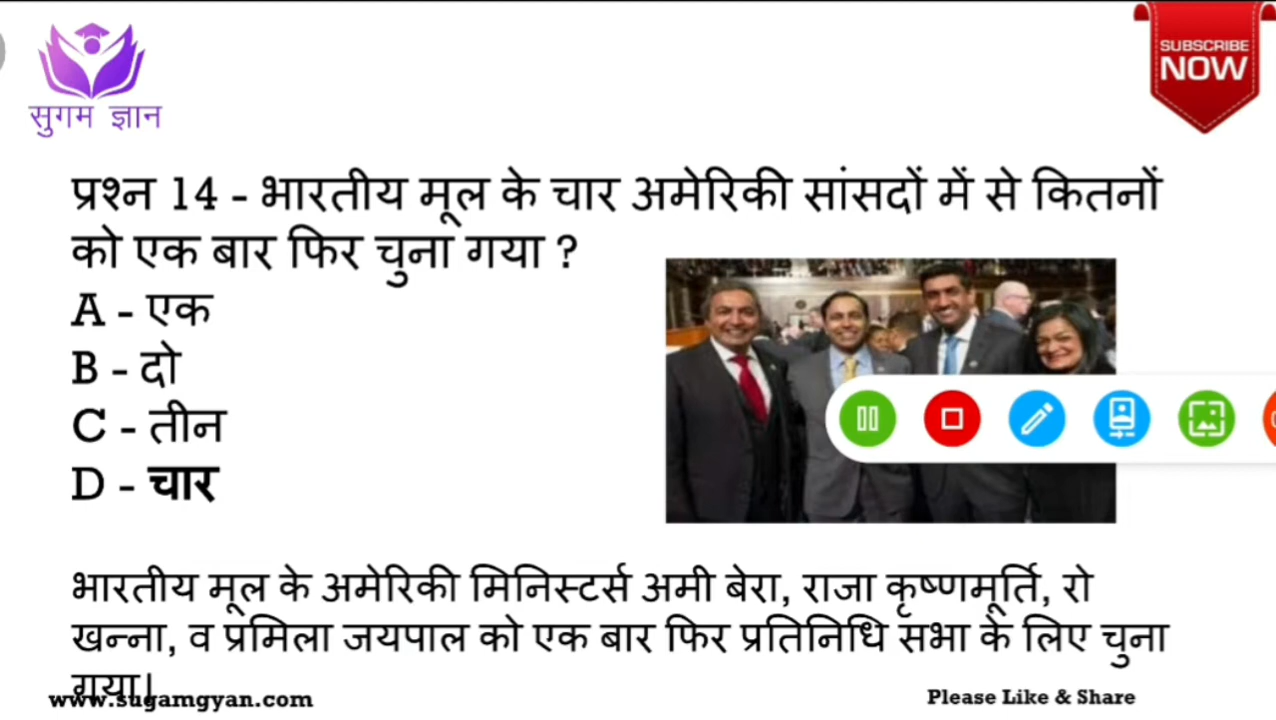 सुगम ज्ञान
SUBSCRIBE
NOW
प्रश्न 14 - भारतीय मूल के चार अमेरिकी सांसदों में से कितनों
को एक बार फिर चुना गया ?
A - एक
B - दो
C - तीन
D - चार
भारतीय मूल के अमेरिकी मिनिस्टर्स अमी बेरा, राजा कृष्णमूर्ति, रो
खन्ना, व प्रमिला जयपाल को एक बार फिर प्रतिनिधि सभा के लिए चुना
गया।
www.sugamgyan.com
Please Like & Share